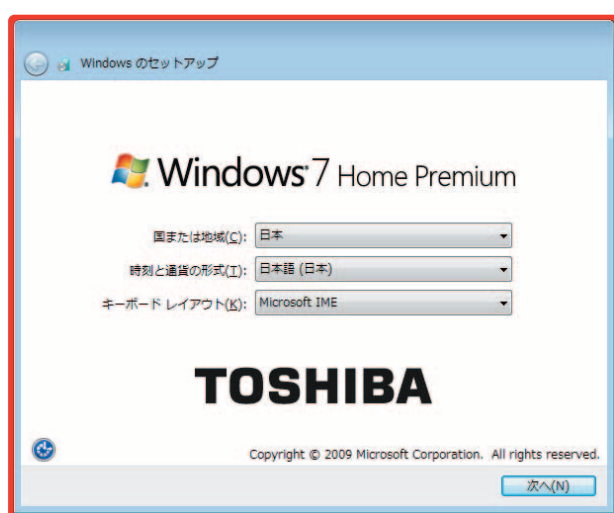 Windows のセットアップ
Windows 7 Home Premium
国または地域(C): 日本
時刻と通貨の形式(T): 日本語 (日本)
キーボード レイアウト(K): Microsoft IME
TOSHIBA
Copyright © 2009 Microsoft Corporation. All rights reserved.
次へ(N)